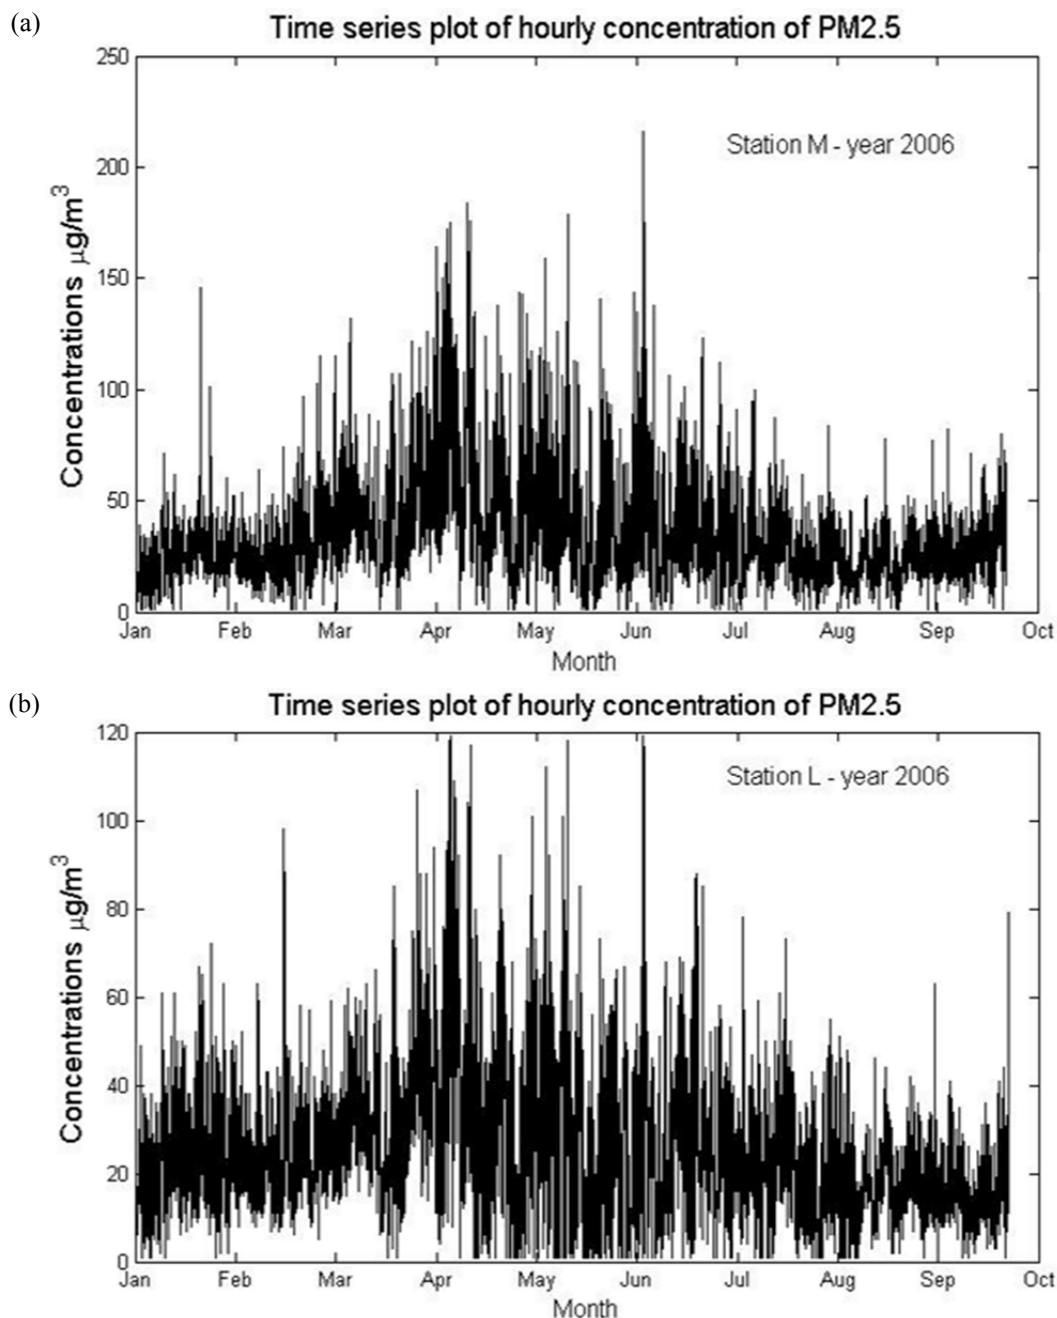 (a)
Time series plot of hourly concentration of PM2.5
250
200
150
100
50
0
Concentrations μg/m³
Station M - year 2006
Jan Feb Mar Apr May Jun Jul Aug Sep Oct
Month
(b)
Time series plot of hourly concentration of PM2.5
120
100
80
60
40
20
0
Concentrations μg/m³
Station L - year 2006
Jan Feb Mar Apr May Jun Jul Aug Sep Oct
Month